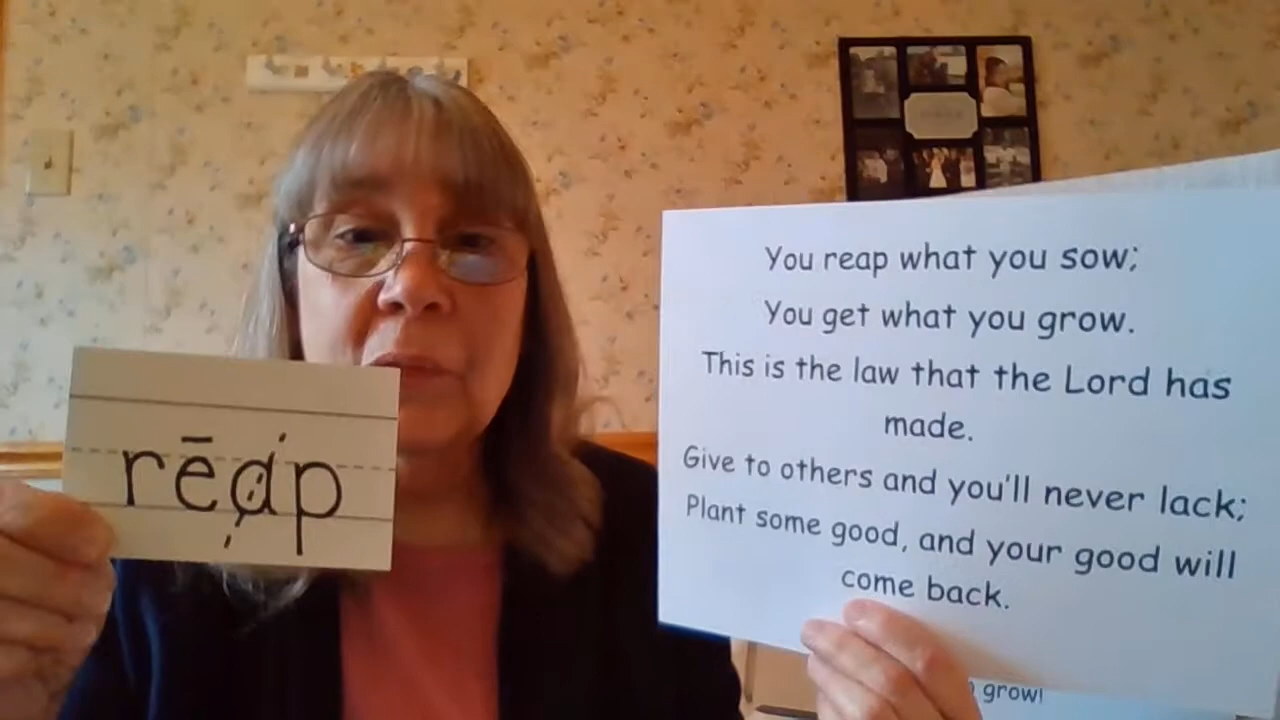 rēap
You reap what you sow;
You get what you grow.
This is the law that the Lord has
made.
Give to others and you'll never lack;
Plant some good, and your good will
come back.
grow!